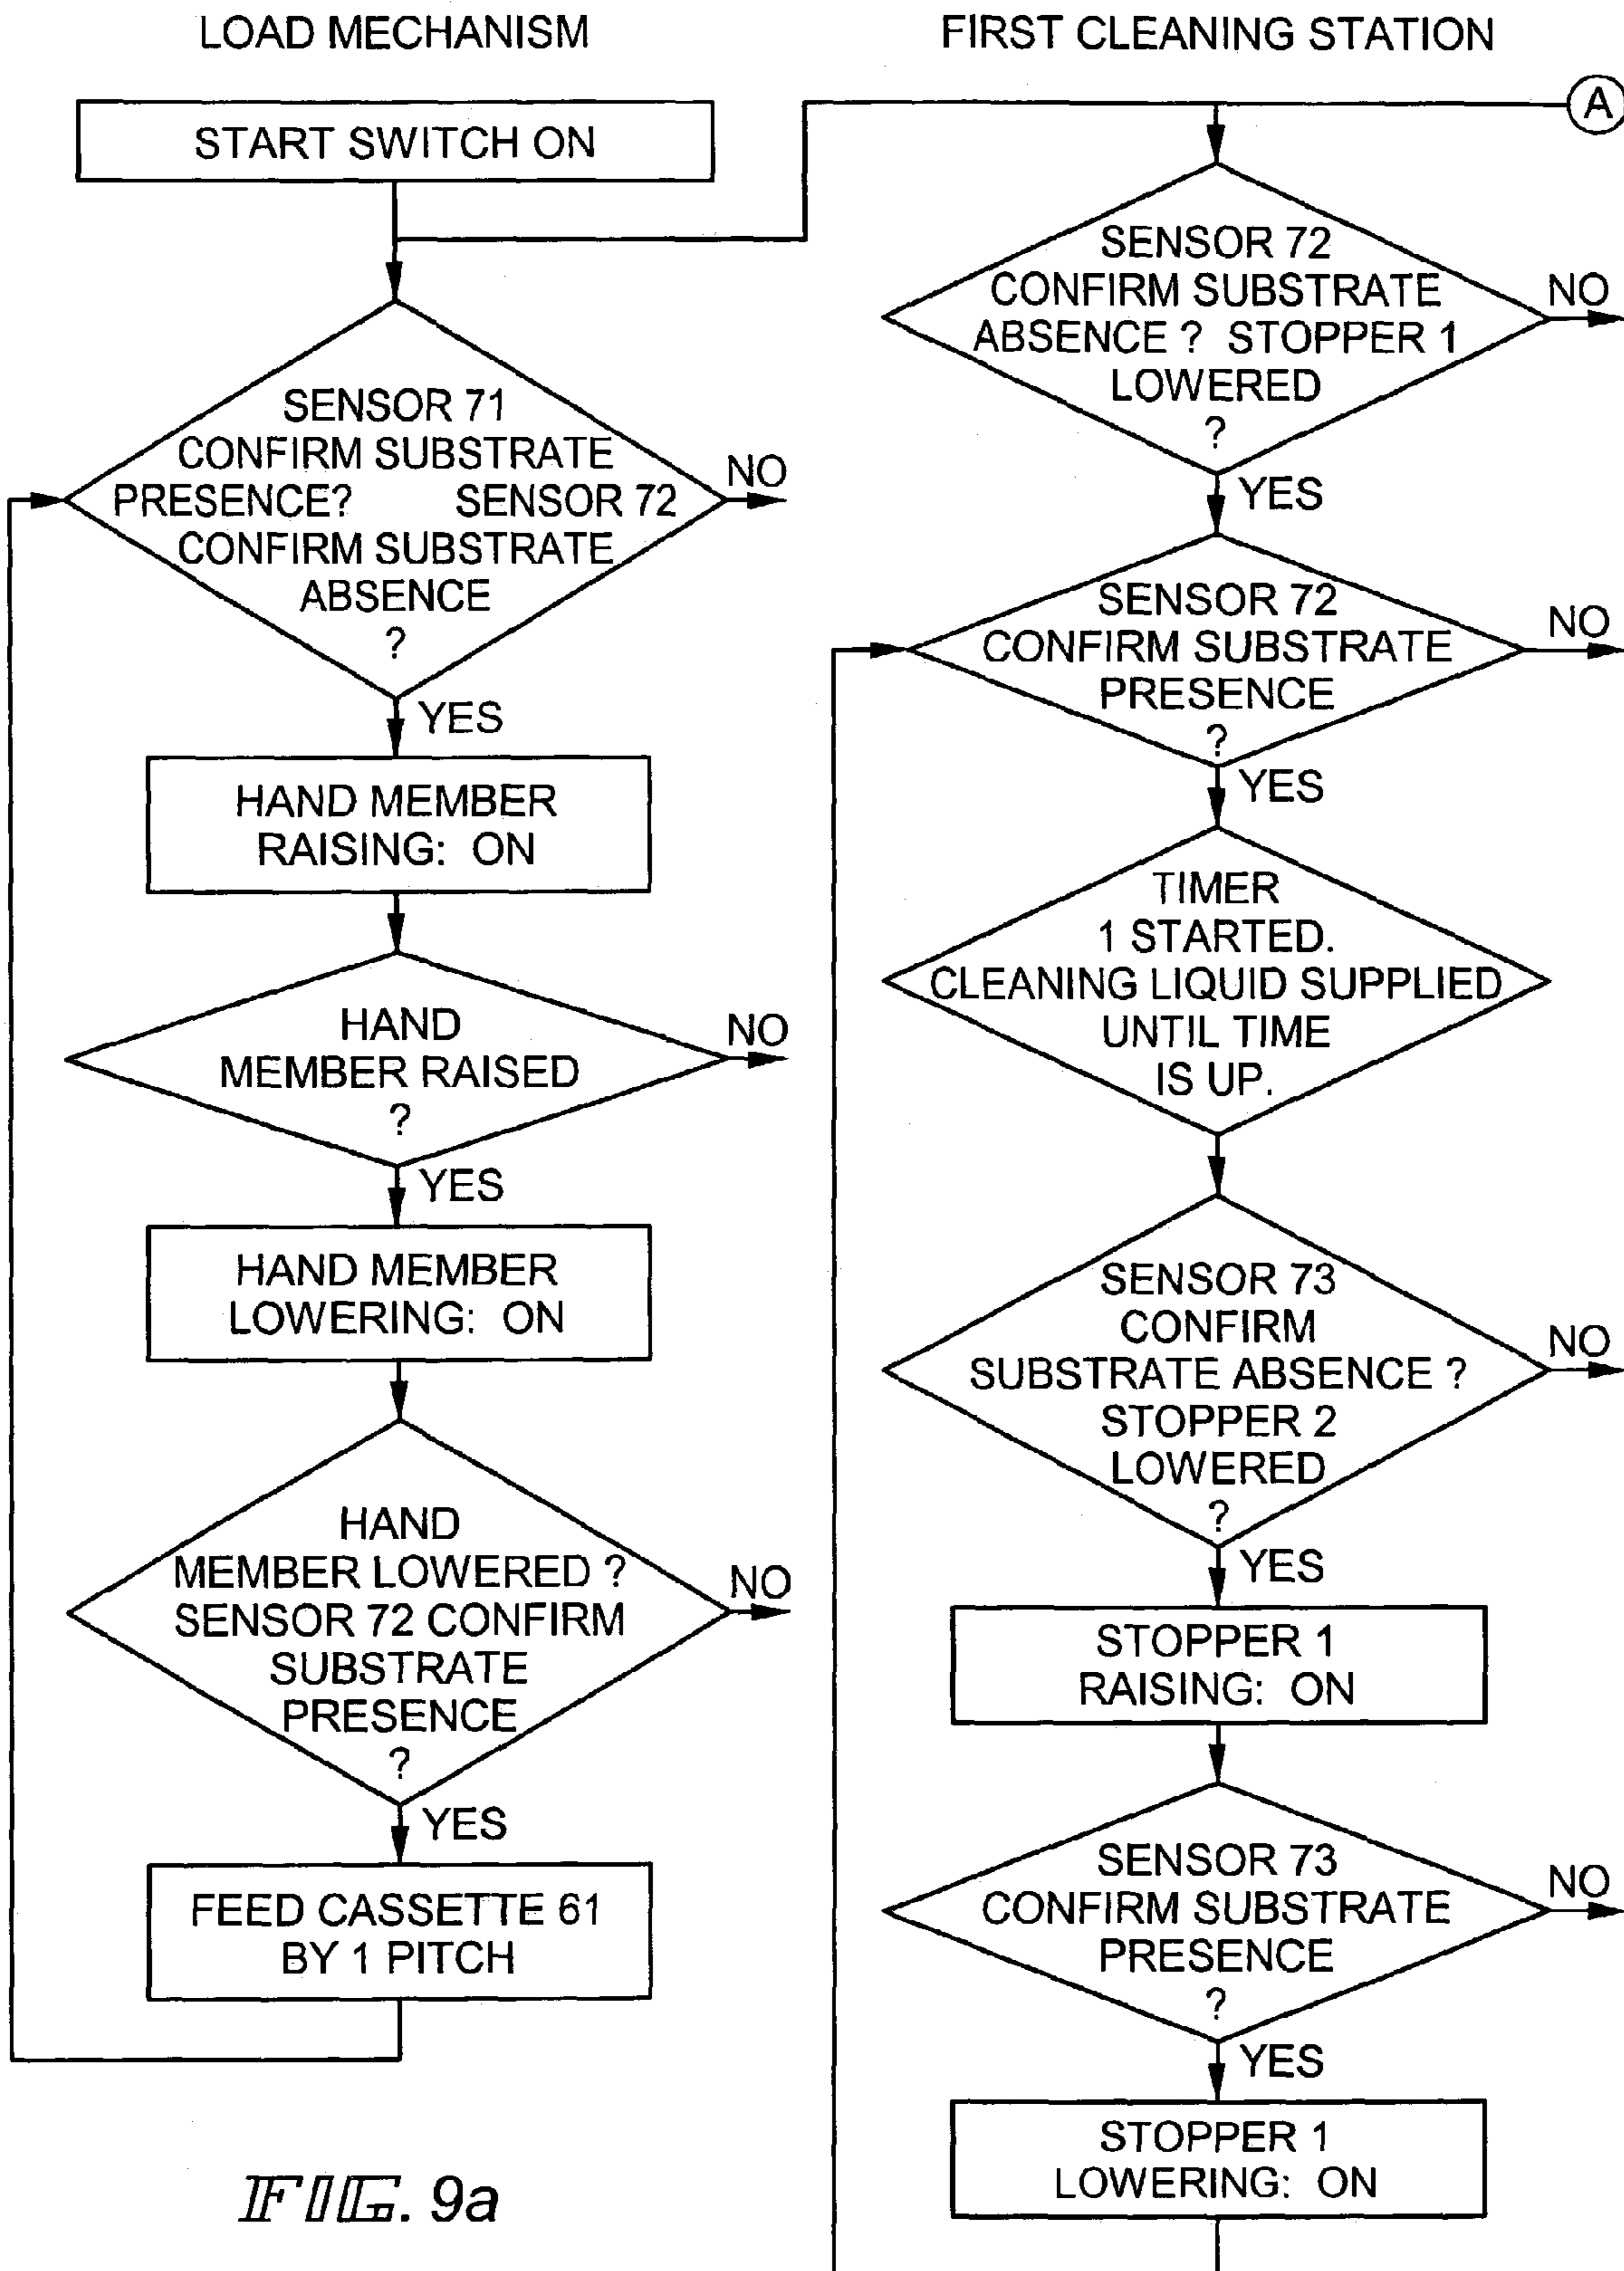 LOAD MECHANISM
START SWITCH ON
SENSOR 71
CONFIRM SUBSTRATE
PRESENCE? SENSOR 72
CONFIRM SUBSTRATE
ABSENCE
?
NO
YES
HAND MEMBER
RAISING: ON
HAND
MEMBER RAISED
?
NO
YES
HAND MEMBER
LOWERING: ON
HAND
MEMBER LOWERED ?
SENSOR 72 CONFIRM
SUBSTRATE
PRESENCE
?
NO
YES
FEED CASSETTE 61
BY 1 PITCH
FIRST CLEANING STATION
A
SENSOR 72
CONFIRM SUBSTRATE
ABSENCE ? STOPPER 1
LOWERED
?
NO
YES
SENSOR 72
CONFIRM SUBSTRATE
PRESENCE
?
NO
YES
TIMER
1 STARTED.
CLEANING LIQUID SUPPLIED
UNTIL TIME
IS UP.
SENSOR 73
CONFIRM
SUBSTRATE ABSENCE ?
STOPPER 2
LOWERED
?
NO
YES
STOPPER 1
RAISING: ON
SENSOR 73
CONFIRM SUBSTRATE
PRESENCE
?
NO
YES
STOPPER 1
LOWERING: ON
FIG. 9a